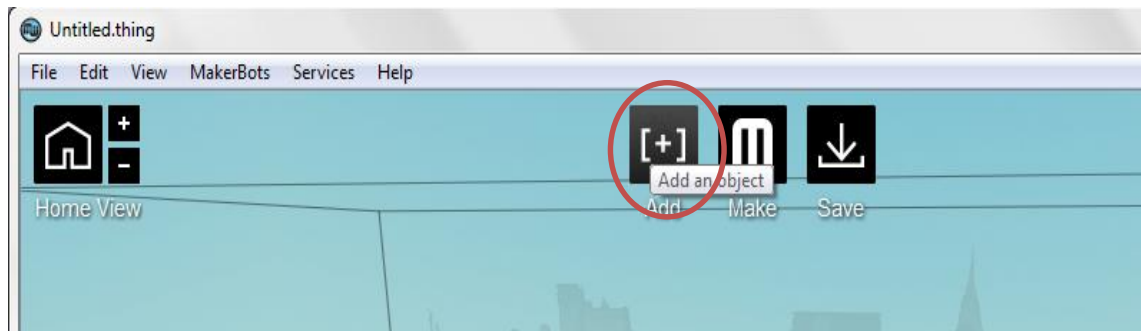 Untitled.thing
File Edit View MakerBots Services Help
+
[+]
-
Add an object
Home View Add Make Save